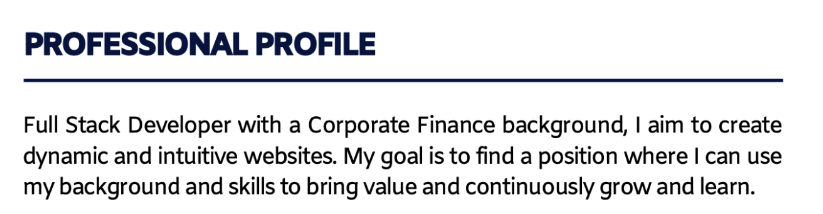 PROFESSIONAL PROFILE
Full Stack Developer with a Corporate Finance background, I aim to create
dynamic and intuitive websites. My goal is to find a position where I can use
my background and skills to bring value and continuously grow and learn.